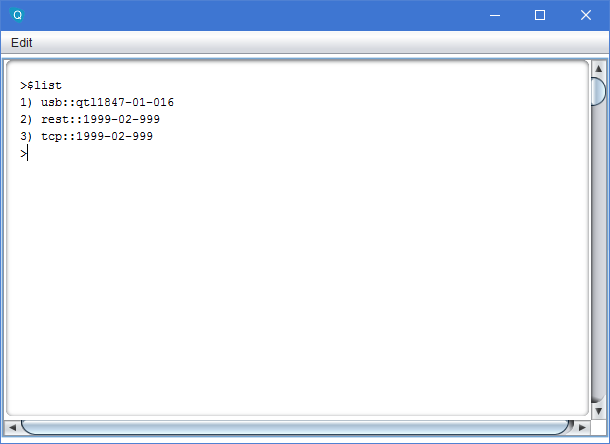 Q
Edit
>$list
1) usb::qtl1847-01-016
2) rest::1999-02-999
3) tcp::1999-02-999
>